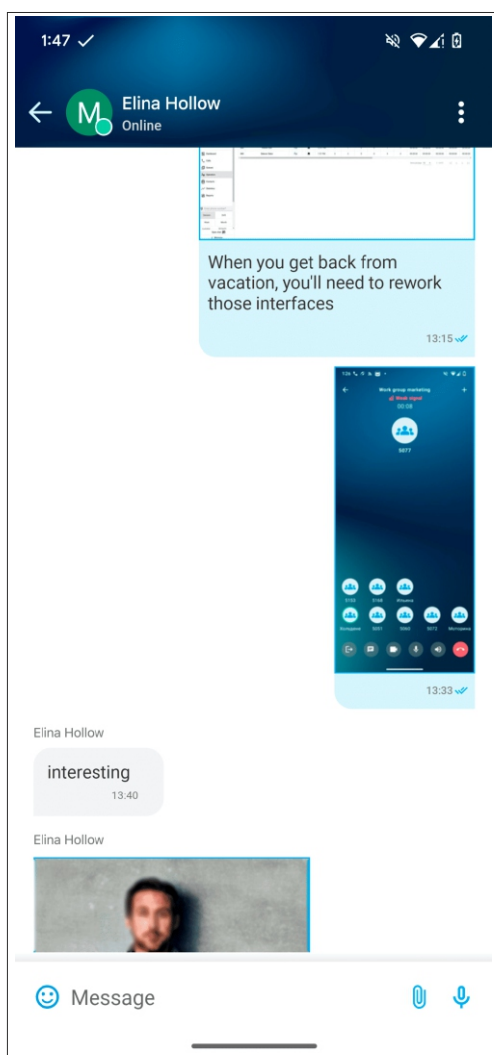 1:47
M
Elina Hollow
Online
When you get back from
vacation, you'll need to rework
those interfaces
13:15
Work group marketing
Weak signal
00:08
5077
13:33
Elina Hollow
interesting
13:40
Elina Hollow
Message